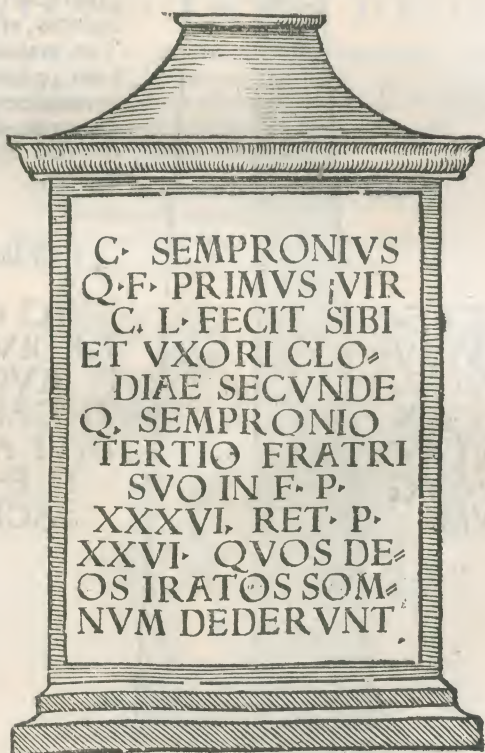 C· SEMPRONIVS
Q·F· PRIMVS iVIR
C. L· FECIT SIBI
ET VXORI CLO=
DIAE SECVNDE
Q. SEMPRONIO
TERTIO FRATRI
SVO IN F· P·
XXXVI. RET· P·
XXVI· QVOS DE=
OS IRATOS SOM=
NVM DEDERVNT